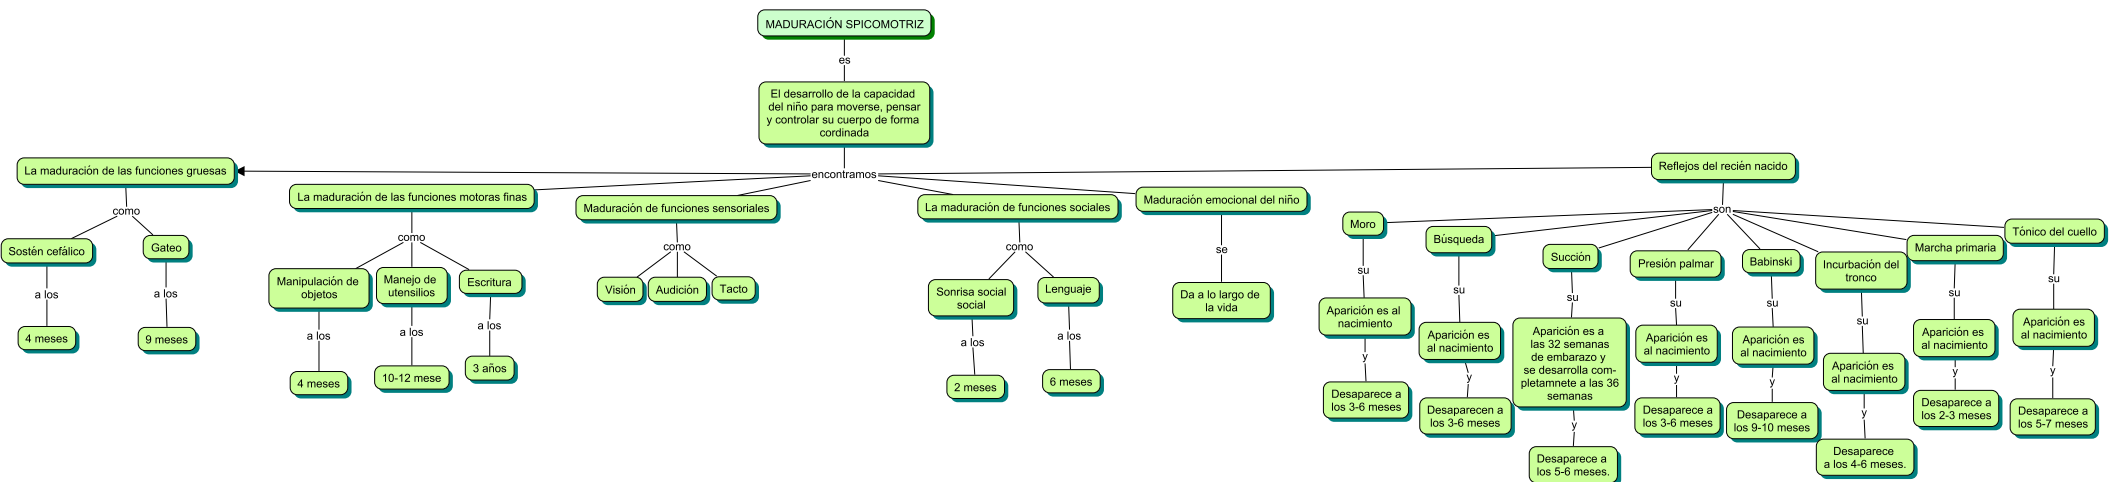 MADURACIÓN SPICOMOTRIZ
es
El desarrollo de la capacidad
del niño para moverse, pensar
y controlar su cuerpo de forma
cordinada
encontramos
La maduración de las funciones gruesas
como
Sostén cefálico
a los
4 meses
Gateo
a los
9 meses
La maduración de las funciones motoras finas
como
Manipulación de
objetos
a los
4 meses
Manejo de
utensilios
a los
10-12 mese
Escritura
a los
3 años
Maduración de funciones sensoriales
como
Visión
Audición
Tacto
La maduración de funciones sociales
como
Sonrisa social
social
a los
2 meses
Lenguaje
a los
6 meses
Maduración emocional del niño
se
Da a lo largo de
la vida
Reflejos del recién nacido
son
Moro
su
Aparición es al
nacimiento
y
Desaparece a
los 3-6 meses
Búsqueda
su
Aparición es
al nacimiento
y
Desaparecen a
los 3-6 meses
Succión
su
Aparición es a
las 32 semanas
de embarazo y
se desarrolla com-
pletamnete a las 36
semanas
y
Desaparece a
los 5-6 meses.
Presión palmar
su
Aparición es
al nacimiento
y
Desaparece a
los 3-6 meses
Babinski
su
Aparición es
al nacimiento
y
Desaparece a
los 9-10 meses
Incurbación del
tronco
su
Aparición es
al nacimiento
y
Desaparece
a los 4-6 meses.
Marcha primaria
su
Aparición es
al nacimiento
y
Desaparece a
los 2-3 meses
Tónico del cuello
su
Aparición es
al nacimiento
y
Desaparece a
los 5-7 meses